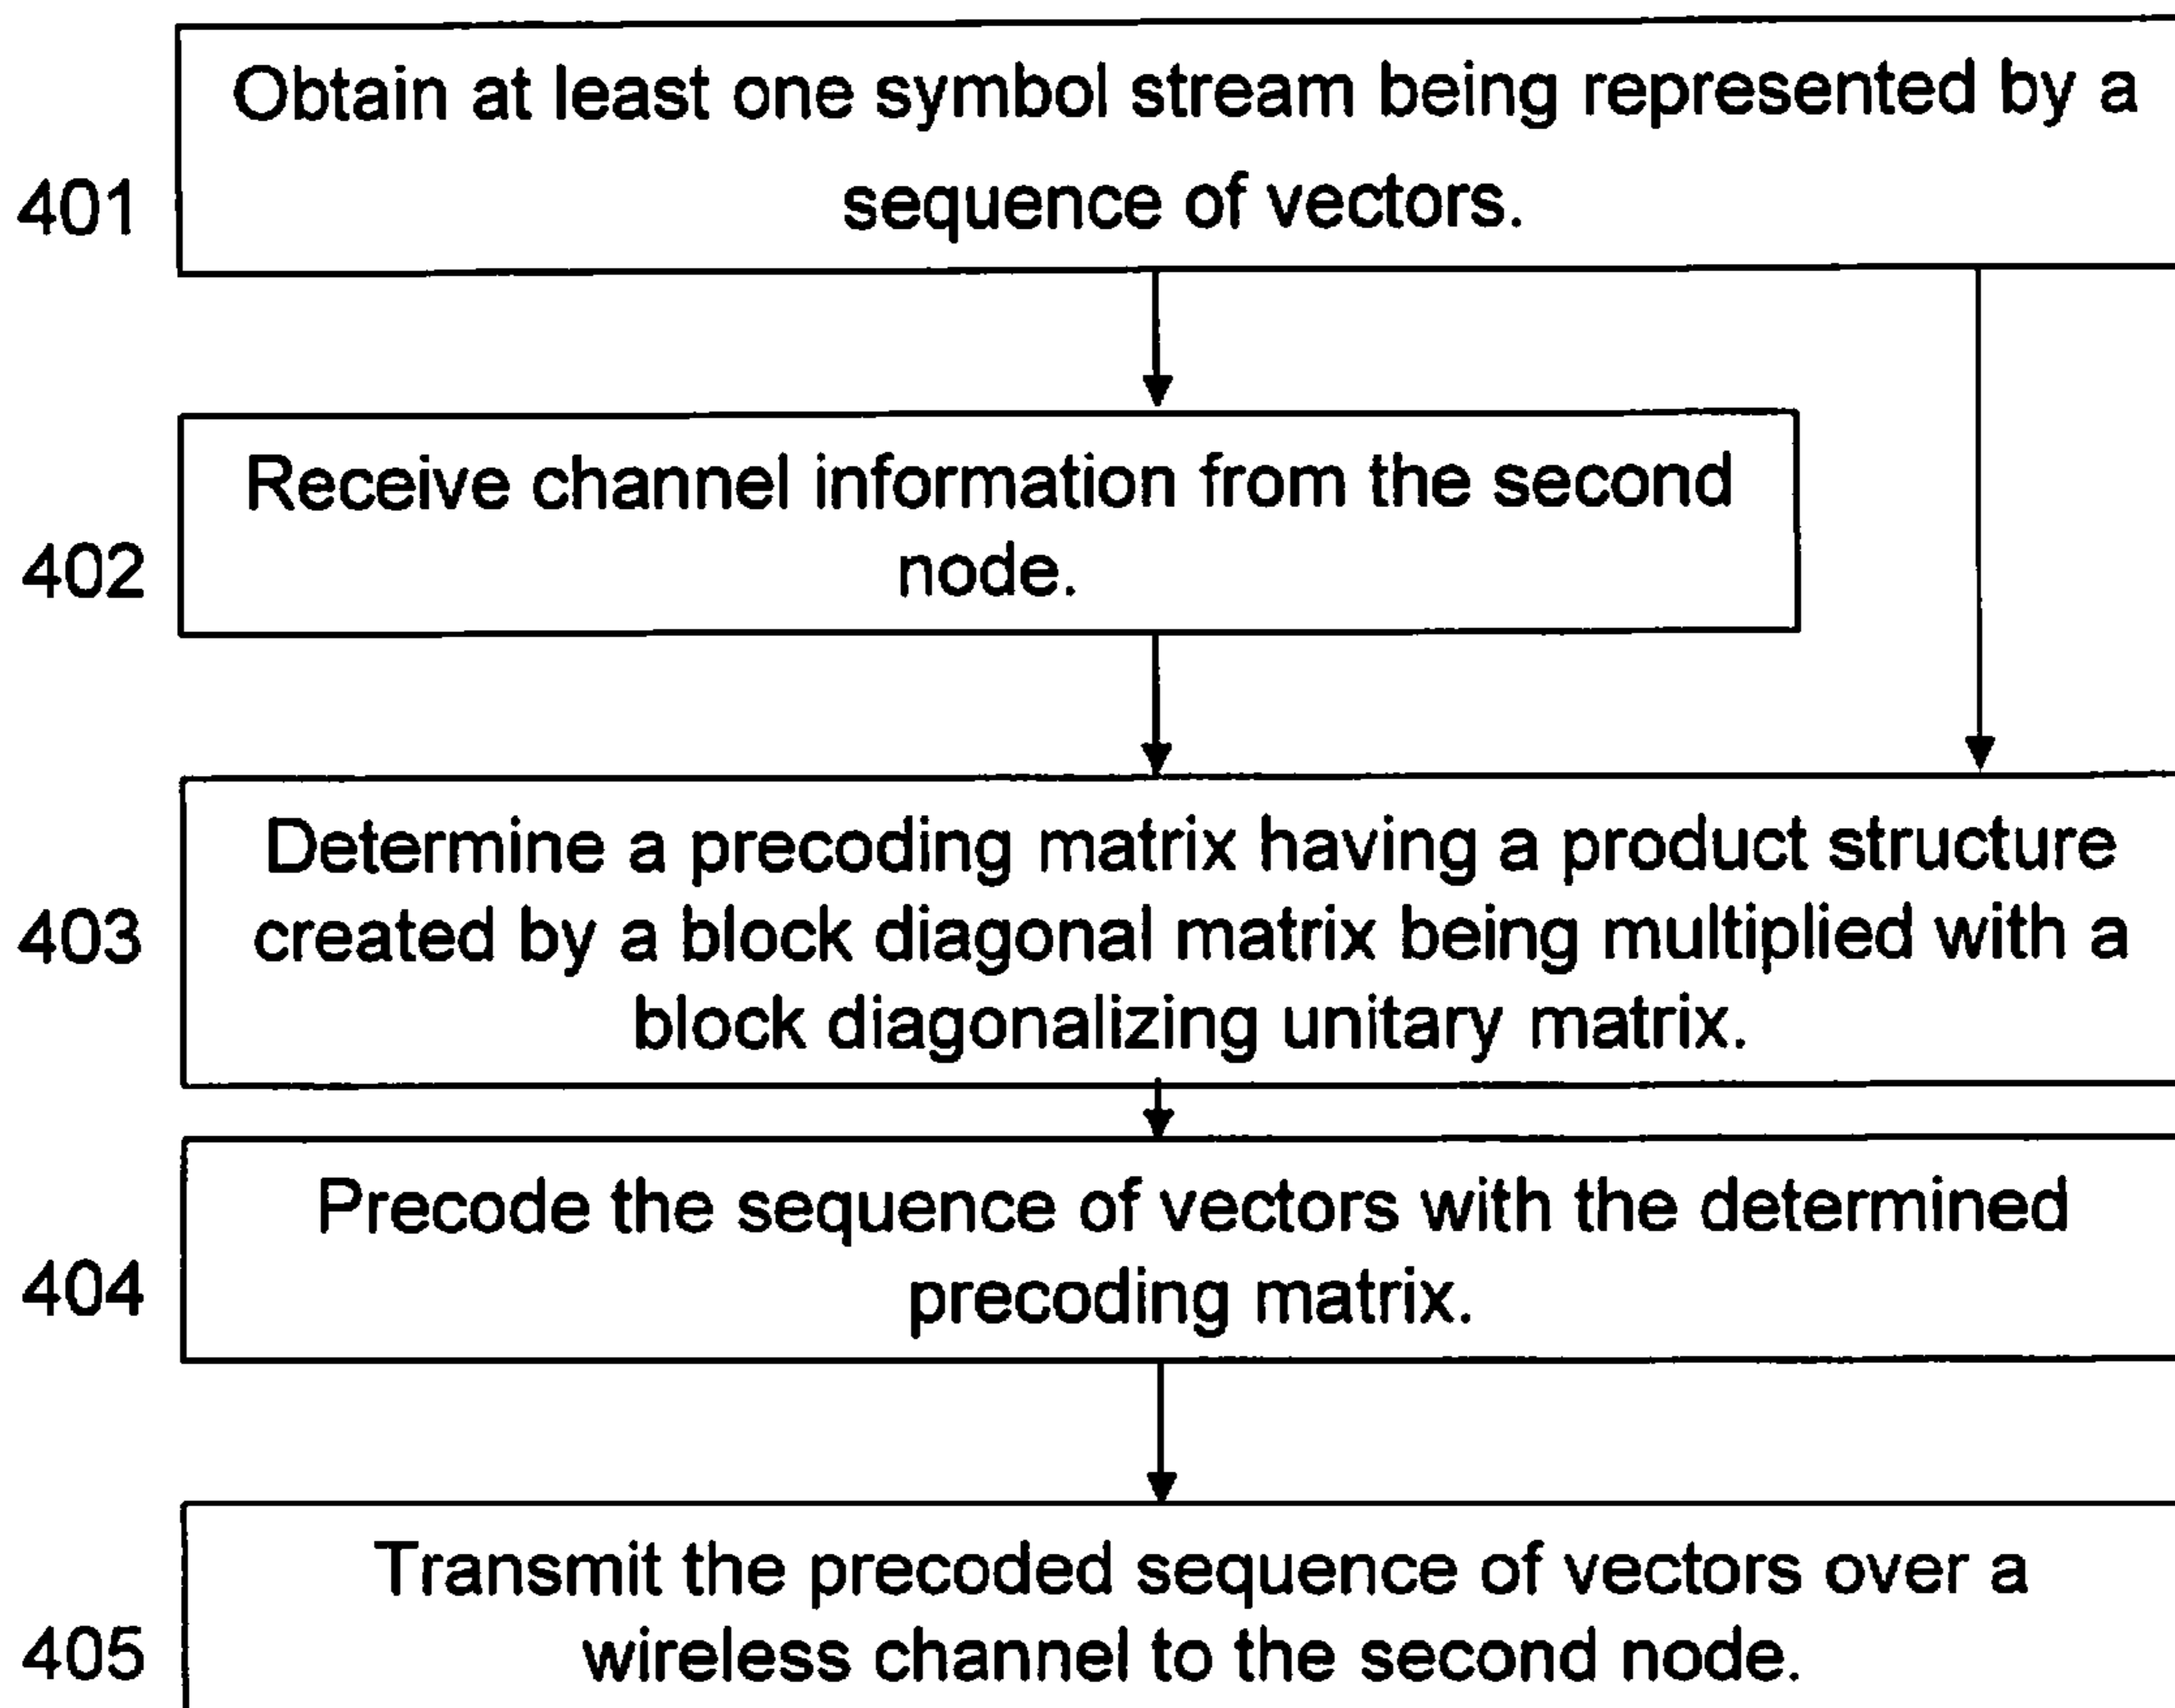 Obtain at least one symbol stream being represented by a
401
sequence of vectors.
Receive channel information from the second
402
node.
Determine a precoding matrix having a product structure
403
created by a block diagonal matrix being multiplied with a
block diagonalizing unitary matrix.
Precode the sequence of vectors with the determined
404
precoding matrix.
Transmit the precoded sequence of vectors over a
405
wireless channel to the second node.